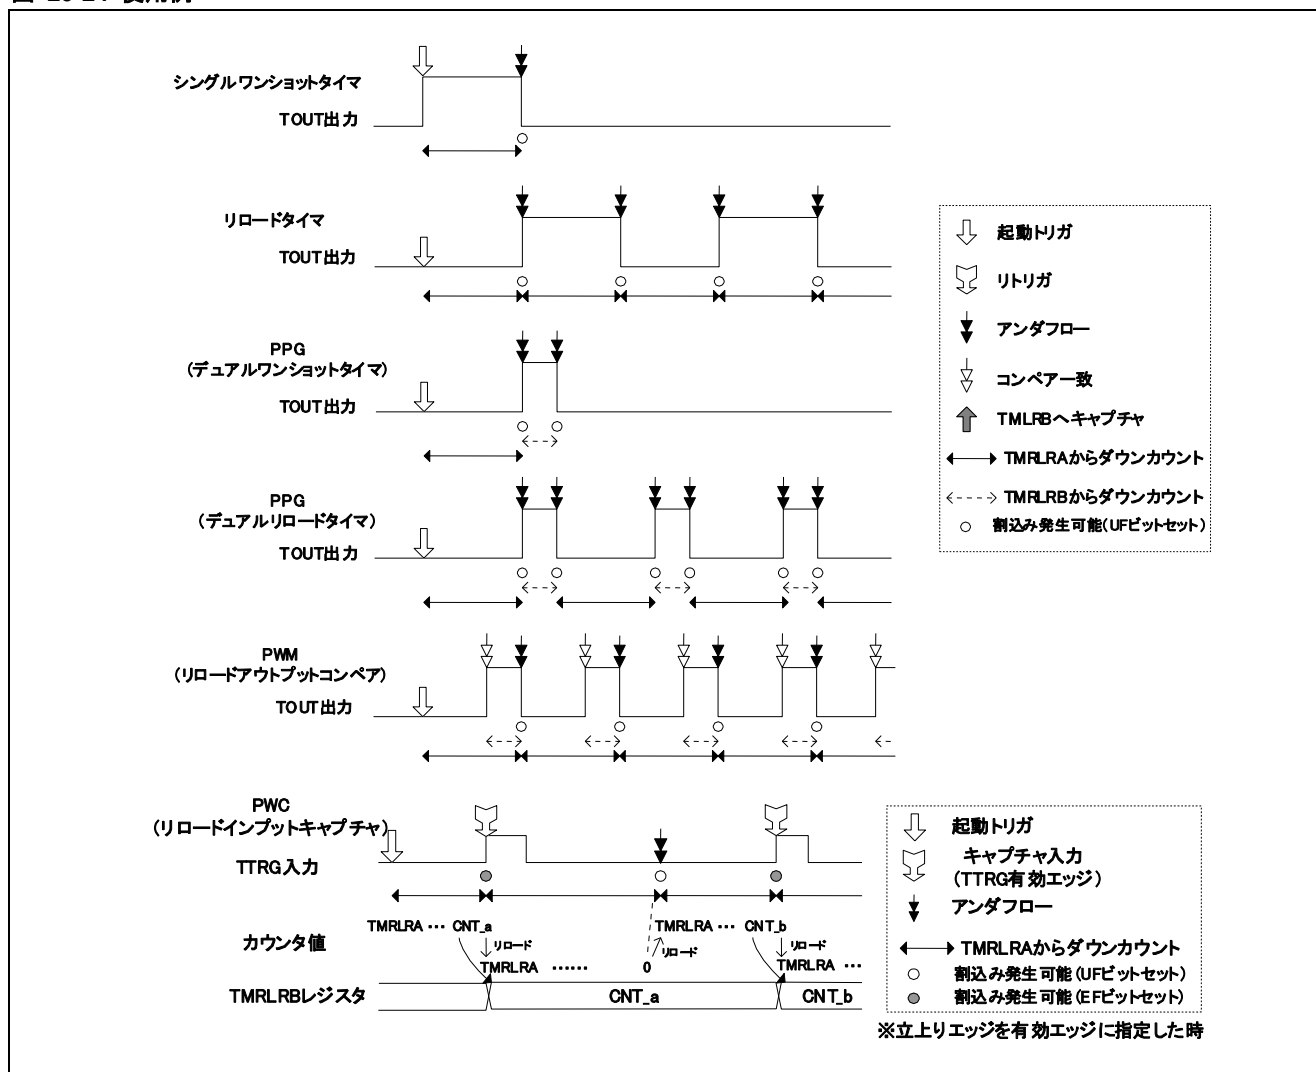 シングルワンショットタイマ
TOUT出力
リロードタイマ
TOUT出力
PPG
(デュアルワンショットタイマ)
TOUT出力
PPG
(デュアルリロードタイマ)
TOUT出力
PWM
(リロードアウトプットコンペア)
TOUT出力
起動トリガ
リトリガ
アンダフロー
コンペア一致
TMLRBへキャプチャ
TMRLRAからダウンカウント
TMRLRBからダウンカウント
割込み発生可能(UFビットセット)
PWC
(リロードインプットキャプチャ)
TTRG入力
カウンタ値
TMRLRA … CNT_a
リロード
TMRLRA ……
0
リロード
TMRLRA … CNT_b
リロード
TMRLRA …
TMRLRBレジスタ
CNT_a
CNT_b
起動トリガ
キャプチャ入力
(TTRG有効エッジ)
アンダフロー
TMRLRAからダウンカウント
割込み発生可能(UFビットセット)
割込み発生可能(EFビットセット)
※立上りエッジを有効エッジに指定した時